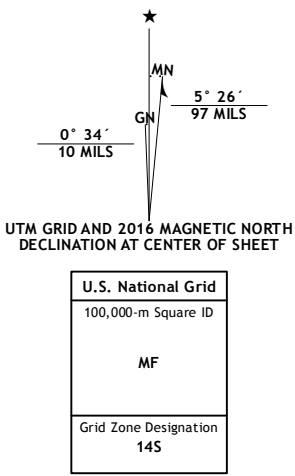 MN
5° 26´
97 MILS
GN
0° 34´
10 MILS
UTM GRID AND 2016 MAGNETIC NORTH
DECLINATION AT CENTER OF SHEET
U.S. National Grid
100,000-m Square ID
MF
Grid Zone Designation
14S